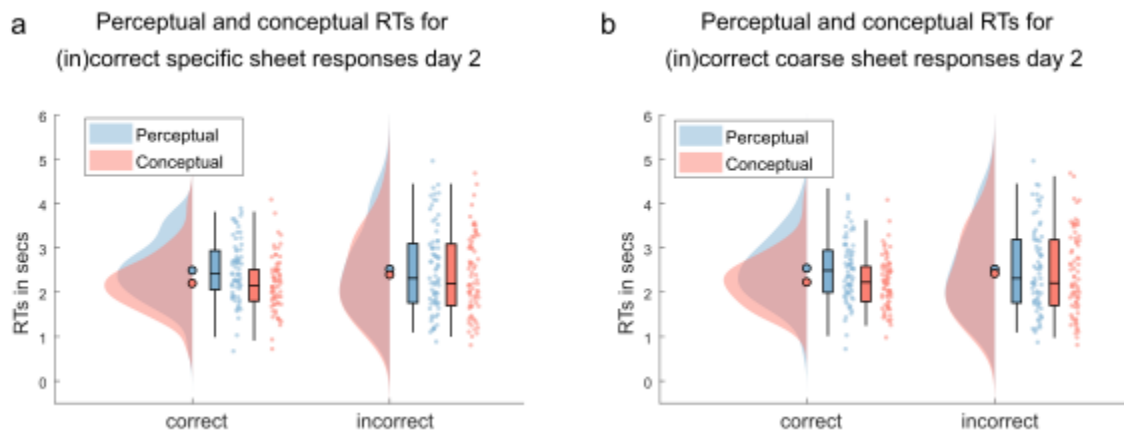 a
Perceptual and conceptual RTs for
(in)correct specific sheet responses day 2
6
5
4
3
2
1
0
RTs in secs
Perceptual
Conceptual
correct
incorrect
b
Perceptual and conceptual RTs for
(in)correct coarse sheet responses day 2
6
5
4
3
2
1
0
RTs in secs
Perceptual
Conceptual
correct
incorrect